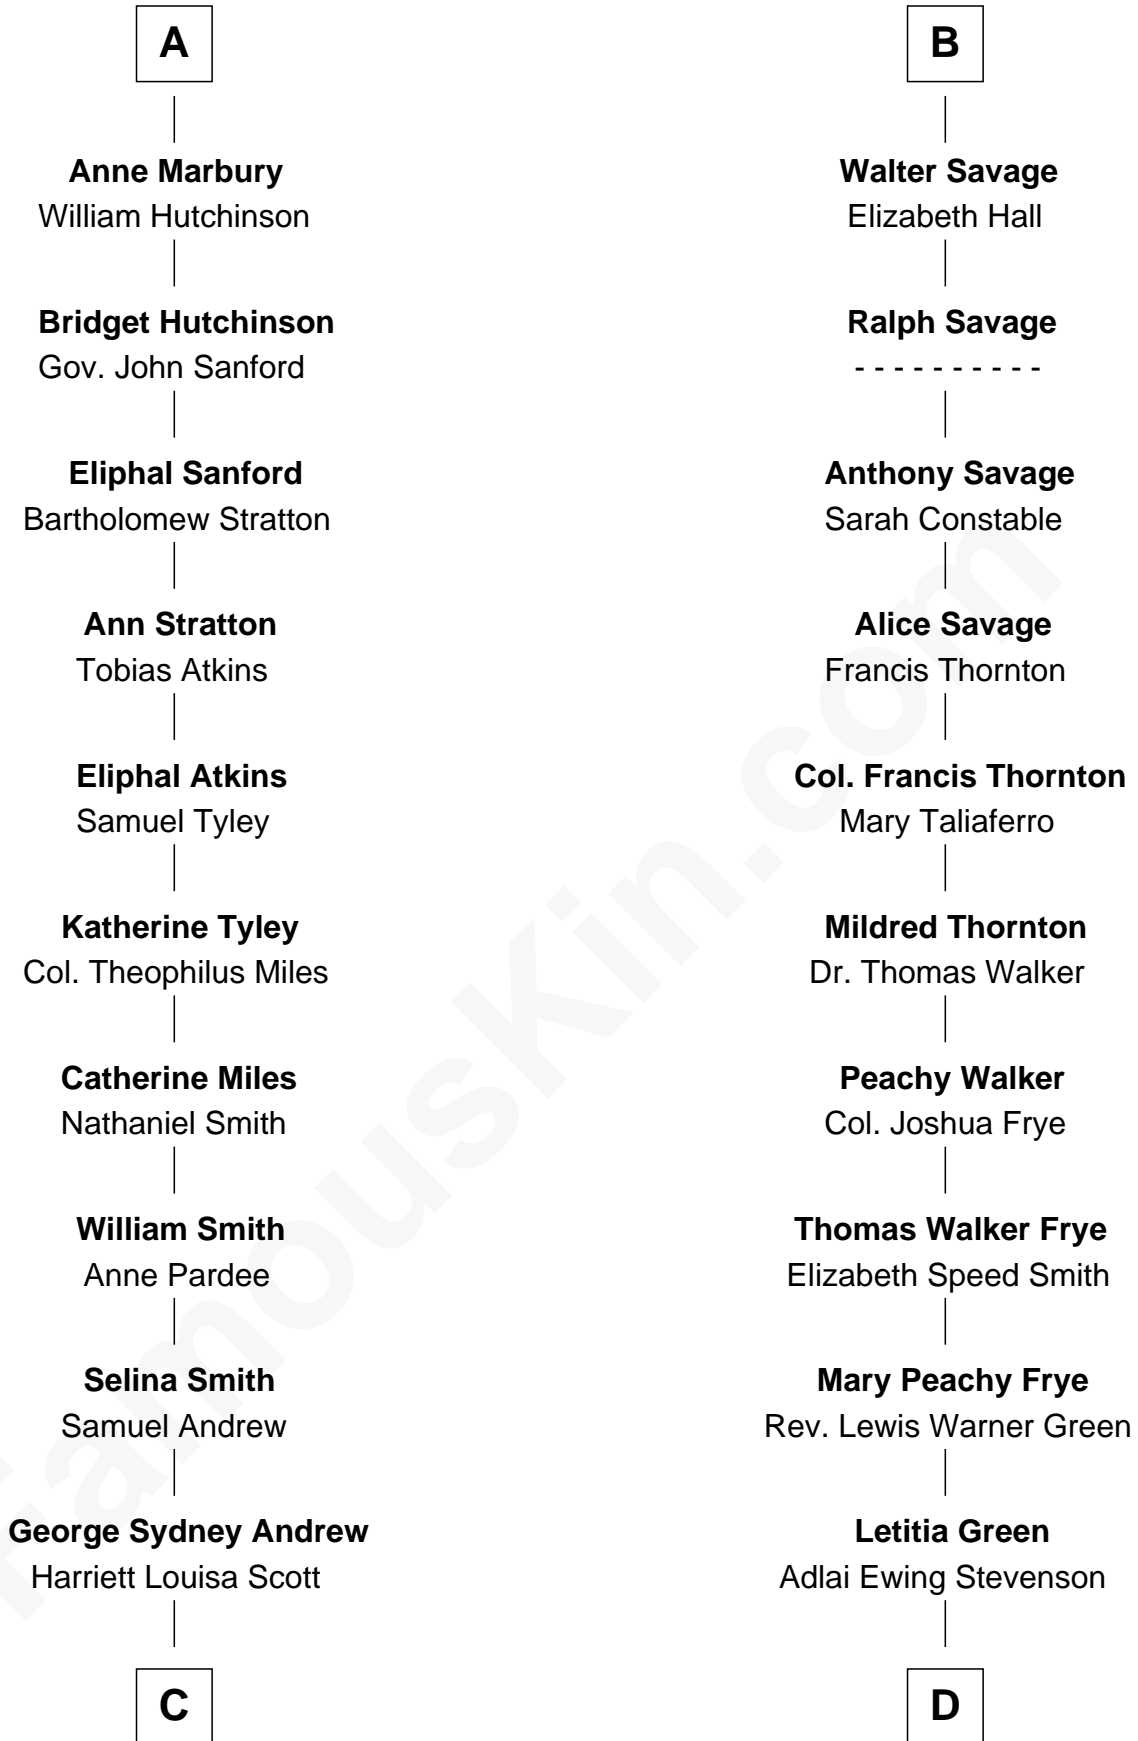 A
Anne Marbury
William Hutchinson
Bridget Hutchinson
Gov. John Sanford
Eliphal Sanford
Bartholomew Stratton
Ann Stratton
Tobias Atkins
Eliphal Atkins
Samuel Tyley
Katherine Tyley
Col. Theophilus Miles
Catherine Miles
Nathaniel Smith
William Smith
Anne Pardee
Selina Smith
Samuel Andrew
George Sydney Andrew
Harriett Louisa Scott
C
B
Walter Savage
Elizabeth Hall
Ralph Savage
- - - - - - - - - -
Anthony Savage
Sarah Constable
Alice Savage
Francis Thornton
Col. Francis Thornton
Mary Taliaferro
Mildred Thornton
Dr. Thomas Walker
Peachy Walker
Col. Joshua Frye
Thomas Walker Frye
Elizabeth Speed Smith
Mary Peachy Frye
Rev. Lewis Warner Green
Letitia Green
Adlai Ewing Stevenson
D
FamousKin.com